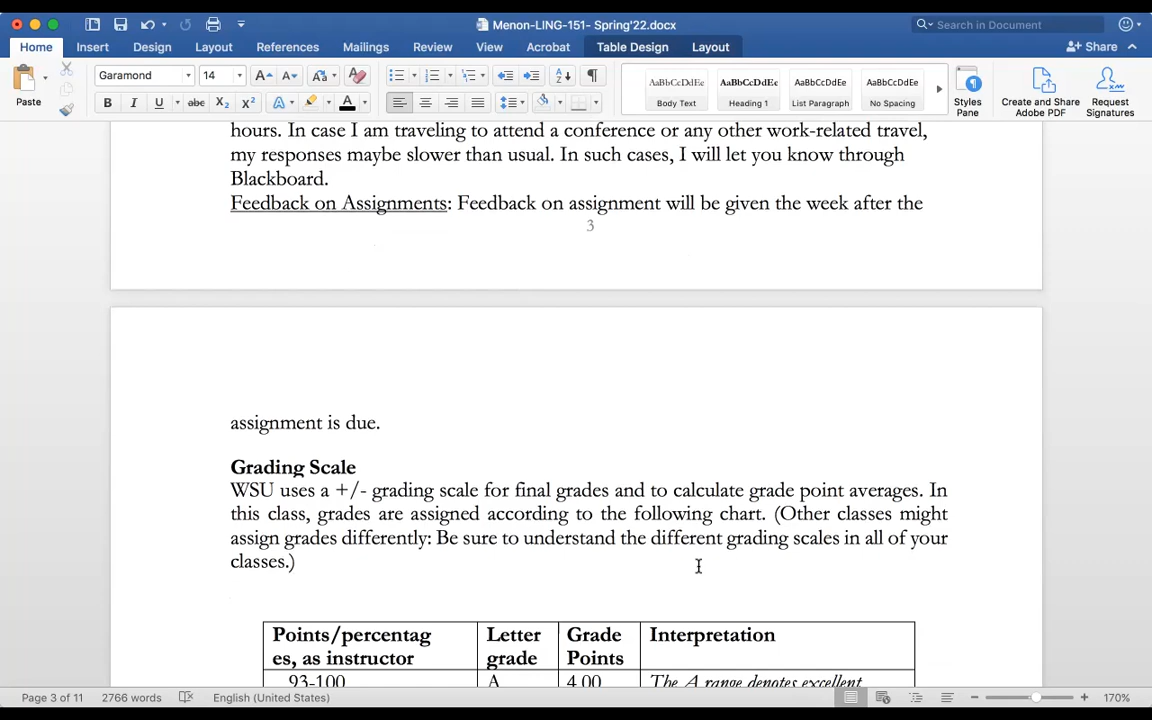 Menon-LING-151- Spring'22.docx
Search in Document
Home Insert Design Layout References Mailings Review View Acrobat Table Design Layout
Share
Paste
Garamond 14
B I U abc X₂ X² A A
AaBbCcDdEe AaBbCcDdE AaBbCcDdEe AaBbCcDdEe
Body Text Heading 1 List Paragraph No Spacing
Styles Pane
Create and Share Adobe PDF
Request Signatures
hours. In case I am traveling to attend a conference or any other work-related travel,
my responses maybe slower than usual. In such cases, I will let you know through
Blackboard.
Feedback on Assignments: Feedback on assignment will be given the week after the
3
assignment is due.
Grading Scale
WSU uses a +/- grading scale for final grades and to calculate grade point averages. In
this class, grades are assigned according to the following chart. (Other classes might
assign grades differently: Be sure to understand the different grading scales in all of your
classes.)
Points/percentag Letter Grade Interpretation
es, as instructor grade Points
93-100 A 4.00 The A range denotes excellent
Page 3 of 11 2766 words English (United States) 170%